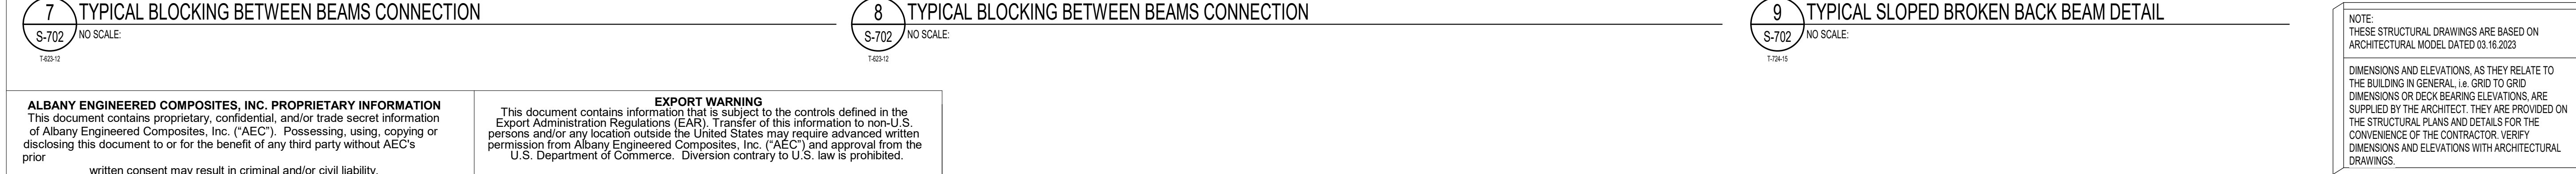 7
TYPICAL BLOCKING BETWEEN BEAMS CONNECTION
S-702
NO SCALE:
T-623-12
8
TYPICAL BLOCKING BETWEEN BEAMS CONNECTION
S-702
NO SCALE:
T-623-12
9
TYPICAL SLOPED BROKEN BACK BEAM DETAIL
S-702
NO SCALE:
T-724-15
NOTE:
THESE STRUCTURAL DRAWINGS ARE BASED ON
ARCHITECTURAL MODEL DATED 03.16.2023
DIMENSIONS AND ELEVATIONS, AS THEY RELATE TO
THE BUILDING IN GENERAL, i.e. GRID TO GRID
DIMENSIONS OR DECK BEARING ELEVATIONS, ARE
SUPPLIED BY THE ARCHITECT. THEY ARE PROVIDED ON
THE STRUCTURAL PLANS AND DETAILS FOR THE
CONVENIENCE OF THE CONTRACTOR. VERIFY
DIMENSIONS AND ELEVATIONS WITH ARCHITECTURAL
DRAWINGS.
ALBANY ENGINEERED COMPOSITES, INC. PROPRIETARY INFORMATION
This document contains proprietary, confidential, and/or trade secret information
of Albany Engineered Composites, Inc. (“AEC”).  Possessing, using, copying or
disclosing this document to or for the benefit of any third party without AEC's
prior
written consent may result in criminal and/or civil liability.
EXPORT WARNING
This document contains information that is subject to the controls defined in the
Export Administration Regulations (EAR). Transfer of this information to non-U.S.
persons and/or any location outside the United States may require advanced written
permission from Albany Engineered Composites, Inc. (“AEC”) and approval from the
U.S. Department of Commerce.  Diversion contrary to U.S. law is prohibited.